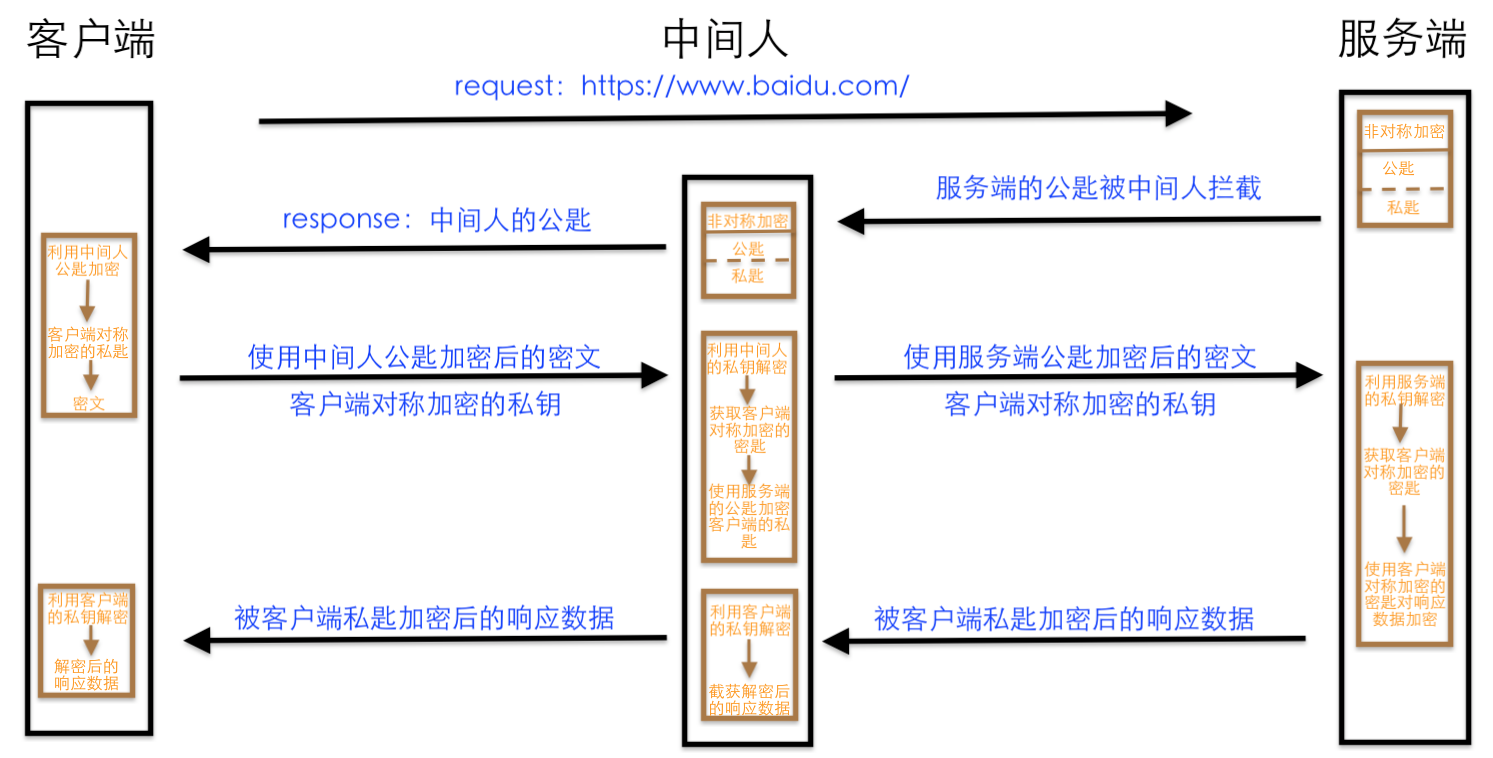 客户端
中间人
服务端
request：https://www.baidu.com/
非对称加密
公匙
私匙
服务端的公匙被中间人拦截
非对称加密
公匙
私匙
response：中间人的公匙
利用中间人
公匙加密
客户端对称
加密的私匙
密文
使用中间人公匙加密后的密文
客户端对称加密的私钥
利用中间人
的私钥解密
获取客户端
对称加密的
密匙
使用服务端
的公匙加密
客户端的私
匙
使用服务端公匙加密后的密文
客户端对称加密的私钥
利用服务端
的私钥解密
获取客户端
对称加密的
密匙
使用客户端
对称加密的
密匙对响应
数据加密
被客户端私匙加密后的响应数据
利用客户端
的私钥解密
截获解密后
的响应数据
被客户端私匙加密后的响应数据
利用客户端
的私钥解密
解密后的
响应数据